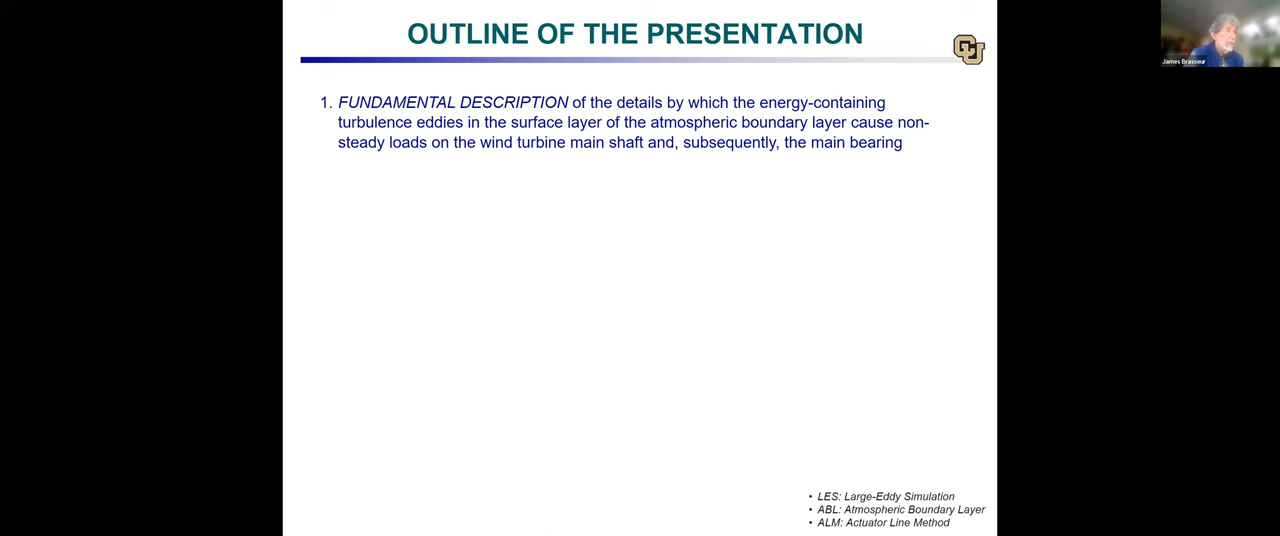 OUTLINE OF THE PRESENTATION
CU
James Brasseur
1. FUNDAMENTAL DESCRIPTION of the details by which the energy-containing
turbulence eddies in the surface layer of the atmospheric boundary layer cause non-
steady loads on the wind turbine main shaft and, subsequently, the main bearing
• LES: Large-Eddy Simulation
• ABL: Atmospheric Boundary Layer
• ALM: Actuator Line Method